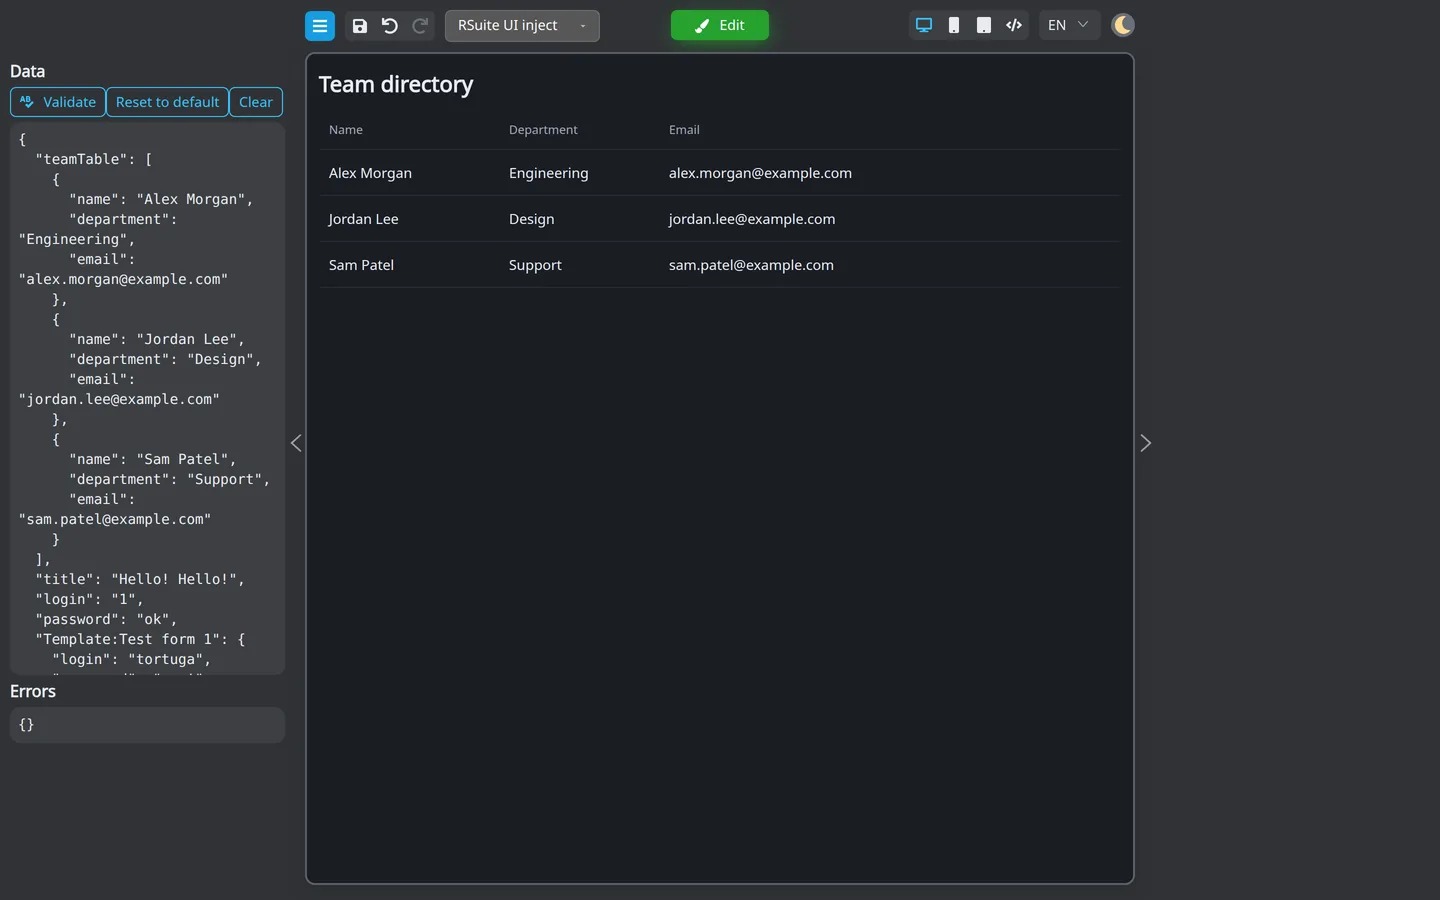 RSuite UI inject
Edit
EN
Data
Validate
Reset to default
Clear
{
"teamTable": [
{
"name": "Alex Morgan",
"department":
"Engineering",
"email":
"alex.morgan@example.com"
},
{
"name": "Jordan Lee",
"department": "Design",
"email":
"jordan.lee@example.com"
},
{
"name": "Sam Patel",
"department": "Support",
"email":
"sam.patel@example.com"
}
],
"title": "Hello! Hello!",
"login": "1",
"password": "ok",
"Template:Test form 1": {
"login": "tortuga",
Errors
{}
Team directory
Name Department Email
Alex Morgan Engineering alex.morgan@example.com
Jordan Lee Design jordan.lee@example.com
Sam Patel Support sam.patel@example.com